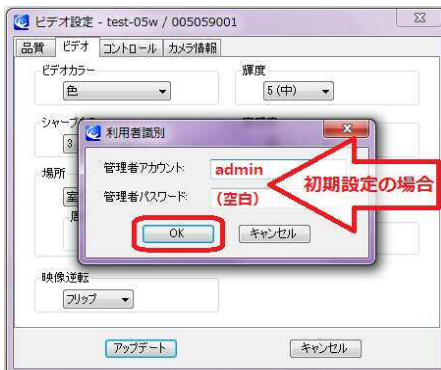 ビデオ設定 - test-05w / 005059001
品質 ビデオ コントロール カメラ情報
ビデオカラー
輝度
色
5 (中)
利用者識別
管理者アカウント:
admin
管理者パスワード:
(空白)
初期設定の場合
OK
キャンセル
場所
映像逆転
フリップ
アップデート
キャンセル